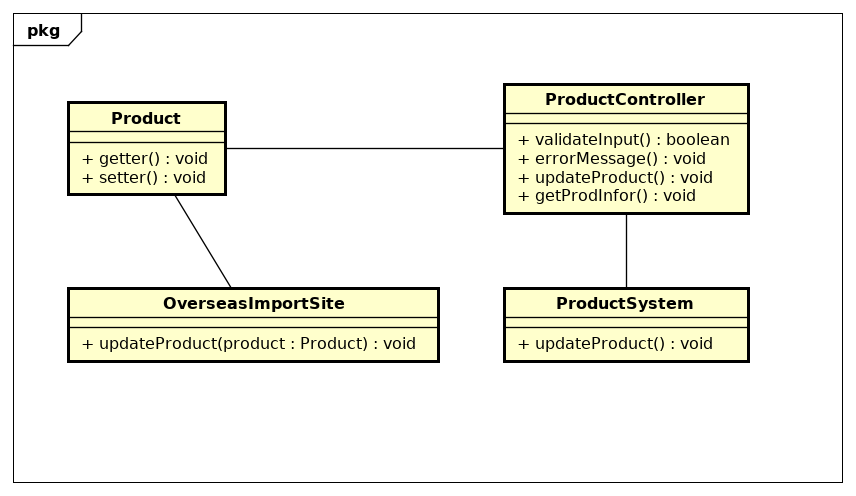 pkg
Product
+ getter() : void
+ setter() : void
ProductController
+ validateInput() : boolean
+ errorMessage() : void
+ updateProduct() : void
+ getProdInfor() : void
OverseasImportSite
+ updateProduct(product : Product) : void
ProductSystem
+ updateProduct() : void